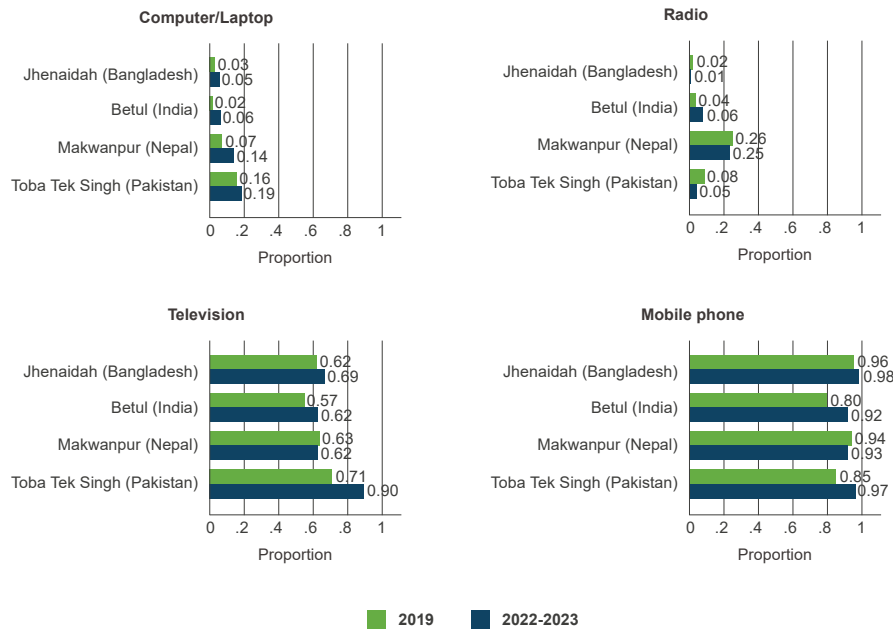 Computer/Laptop
Jhenaidah (Bangladesh)
0.03
0.05
Betul (India)
0.02
0.06
Makwanpur (Nepal)
0.07
0.14
Toba Tek Singh (Pakistan)
0.16
0.19
0 .2 .4 .6 .8 1
Proportion
Radio
Jhenaidah (Bangladesh)
0.02
0.01
Betul (India)
0.04
0.06
Makwanpur (Nepal)
0.26
0.25
Toba Tek Singh (Pakistan)
0.08
0.05
0 .2 .4 .6 .8 1
Proportion
Television
Jhenaidah (Bangladesh)
0.62
0.69
Betul (India)
0.57
0.62
Makwanpur (Nepal)
0.63
0.62
Toba Tek Singh (Pakistan)
0.71
0.90
0 .2 .4 .6 .8 1
Proportion
Mobile phone
Jhenaidah (Bangladesh)
0.96
0.98
Betul (India)
0.80
0.92
Makwanpur (Nepal)
0.94
0.93
Toba Tek Singh (Pakistan)
0.85
0.97
0 .2 .4 .6 .8 1
Proportion
2019 2022-2023